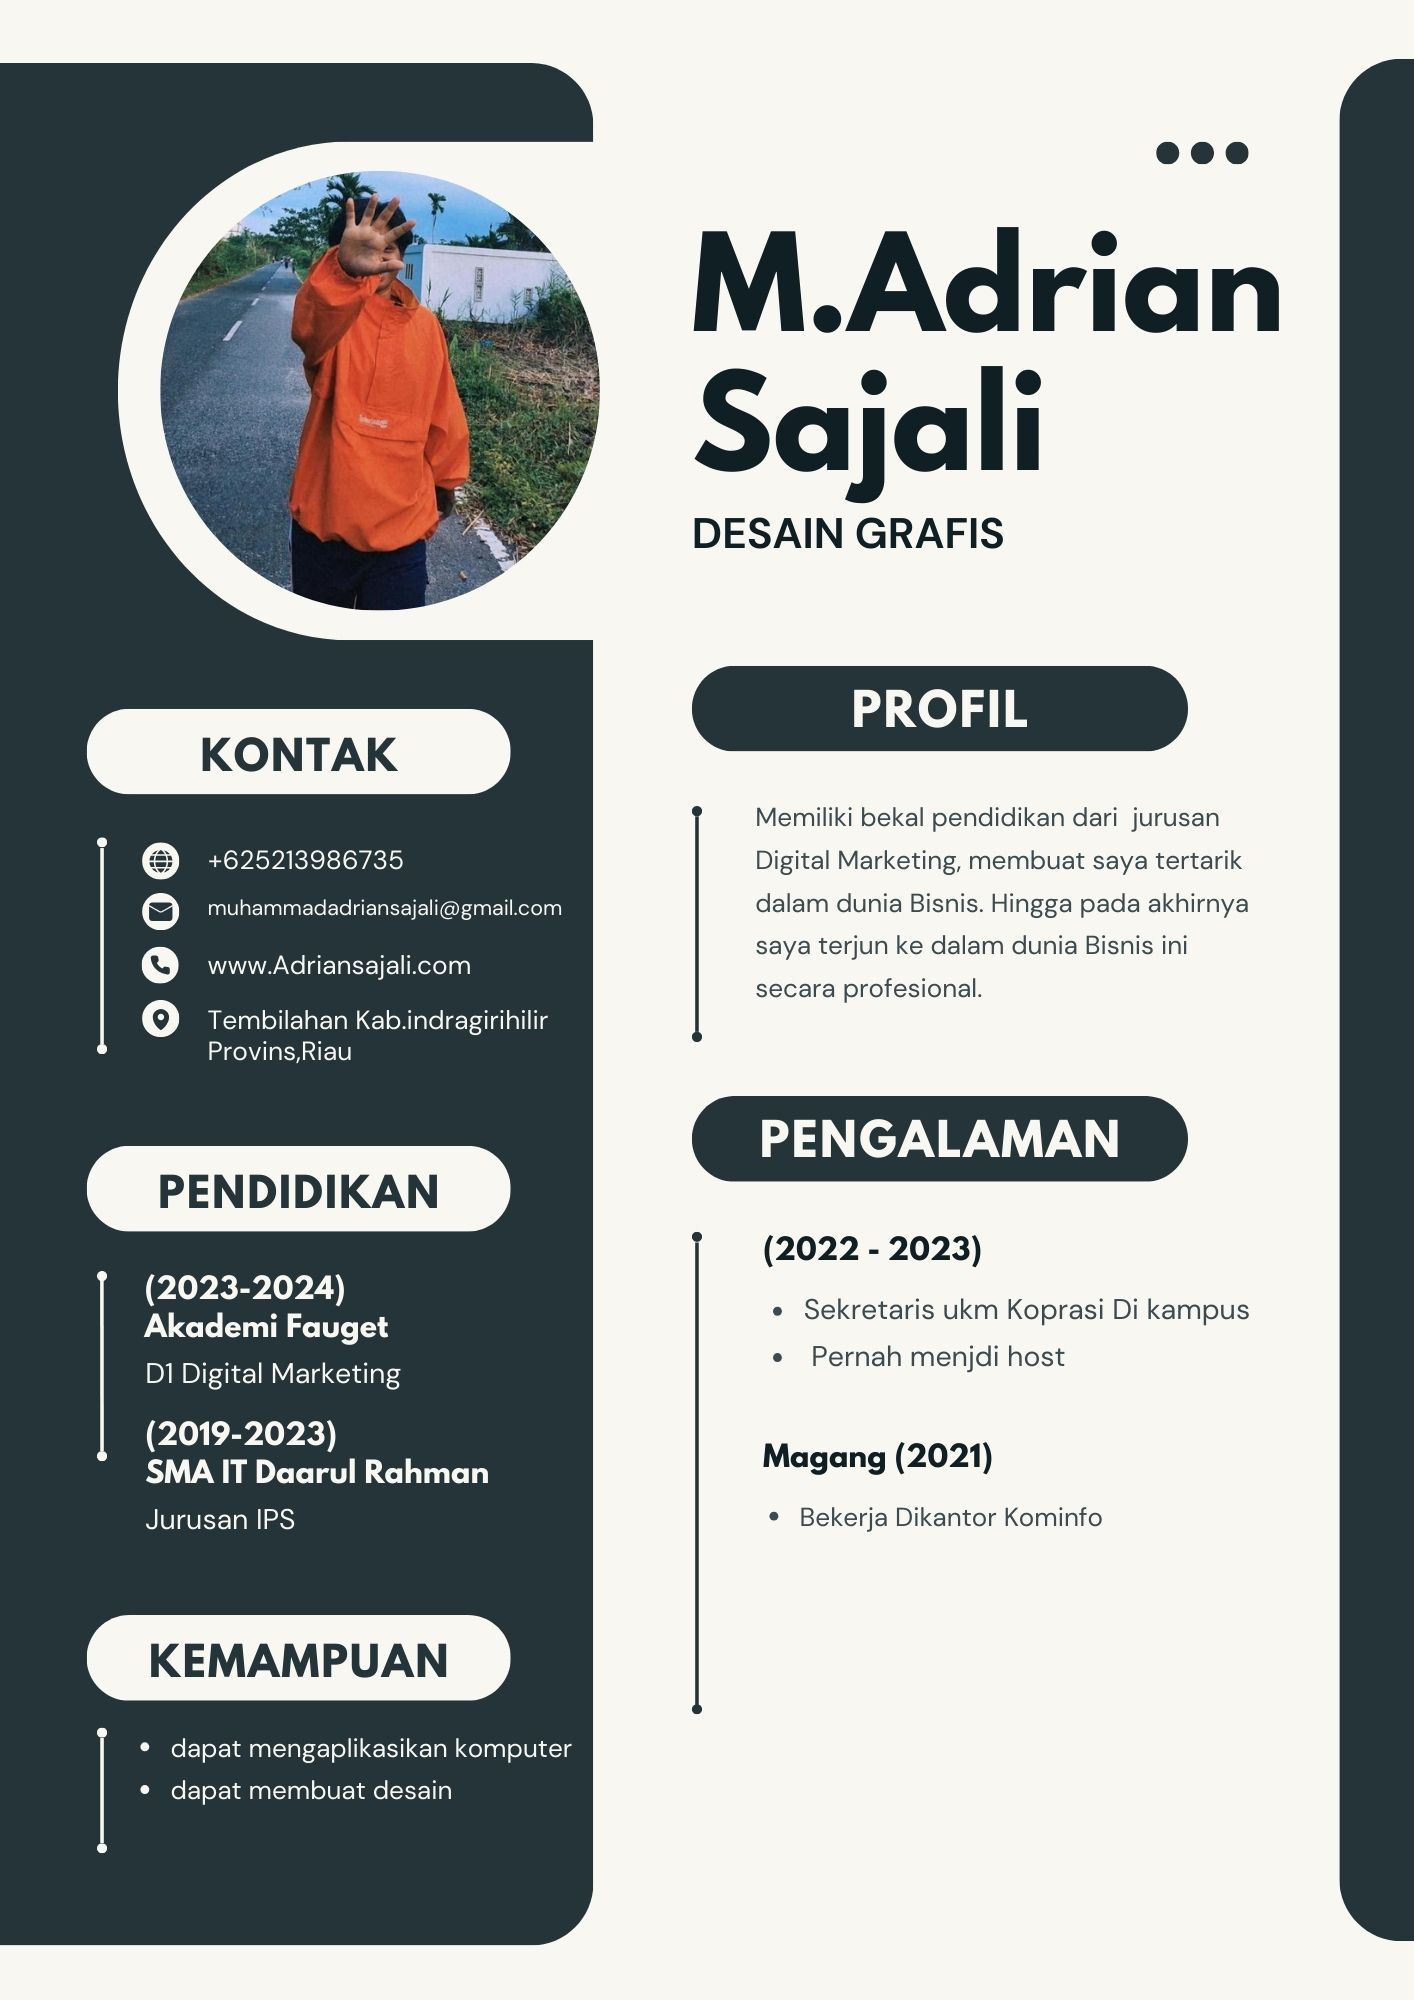 M.Adrian
Sajali
DESAIN GRAFIS
KONTAK
+625213986735
muhammadadriansajali@gmail.com
www.Adriansajali.com
Tembilahan Kab.indragirihilir
Provins,Riau
PENDIDIKAN
(2023-2024)
Akademi Fauget
D1 Digital Marketing
(2019-2023)
SMA IT Daarul Rahman
Jurusan IPS
KEMAMPUAN
• dapat mengaplikasikan komputer
• dapat membuat desain
PROFIL
Memiliki bekal pendidikan dari  jurusan
Digital Marketing, membuat saya tertarik
dalam dunia Bisnis. Hingga pada akhirnya
saya terjun ke dalam dunia Bisnis ini
secara profesional.
PENGALAMAN
(2022 - 2023)
• Sekretaris ukm Koprasi Di kampus
• Pernah menjdi host
Magang (2021)
• Bekerja Dikantor Kominfo